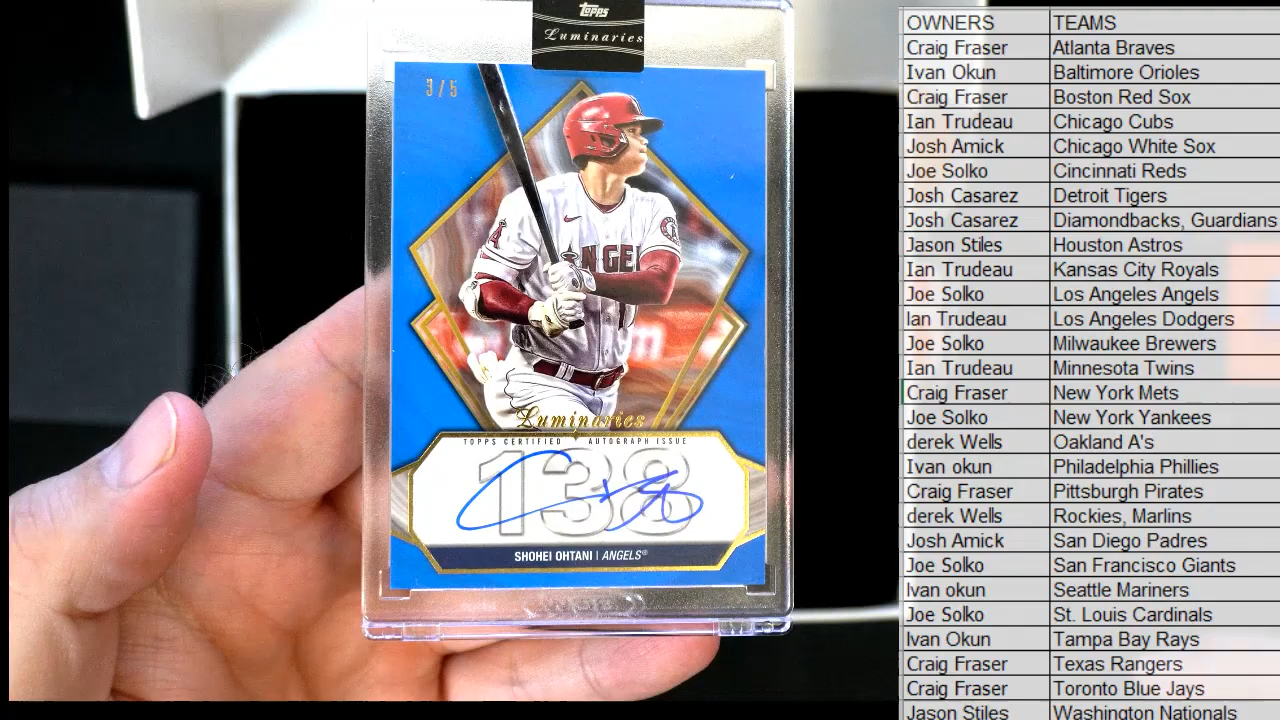 Topps
Luminaries
3/5
ANGE
Luminaries
TOPPS CERTIFIED AUTOGRAPH ISSUE
138
SHOHEI OHTANI | ANGELS®
OWNERS TEAMS
Craig Fraser Atlanta Braves
Ivan Okun Baltimore Orioles
Craig Fraser Boston Red Sox
Ian Trudeau Chicago Cubs
Josh Amick Chicago White Sox
Joe Solko Cincinnati Reds
Josh Casarez Detroit Tigers
Josh Casarez Diamondbacks, Guardians
Jason Stiles Houston Astros
Ian Trudeau Kansas City Royals
Joe Solko Los Angeles Angels
Ian Trudeau Los Angeles Dodgers
Joe Solko Milwaukee Brewers
Ian Trudeau Minnesota Twins
Craig Fraser New York Mets
Joe Solko New York Yankees
derek Wells Oakland A's
Ivan okun Philadelphia Phillies
Craig Fraser Pittsburgh Pirates
derek Wells Rockies, Marlins
Josh Amick San Diego Padres
Joe Solko San Francisco Giants
Ivan okun Seattle Mariners
Joe Solko St. Louis Cardinals
Ivan Okun Tampa Bay Rays
Craig Fraser Texas Rangers
Craig Fraser Toronto Blue Jays
Jason Stiles Washington Nationals